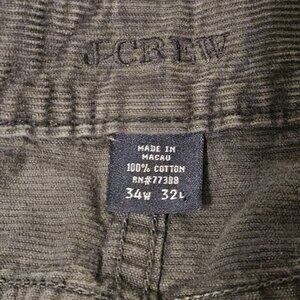 J.CREW
MADE IN
MACAU
100% COTTON
RN#77388
34W 32L